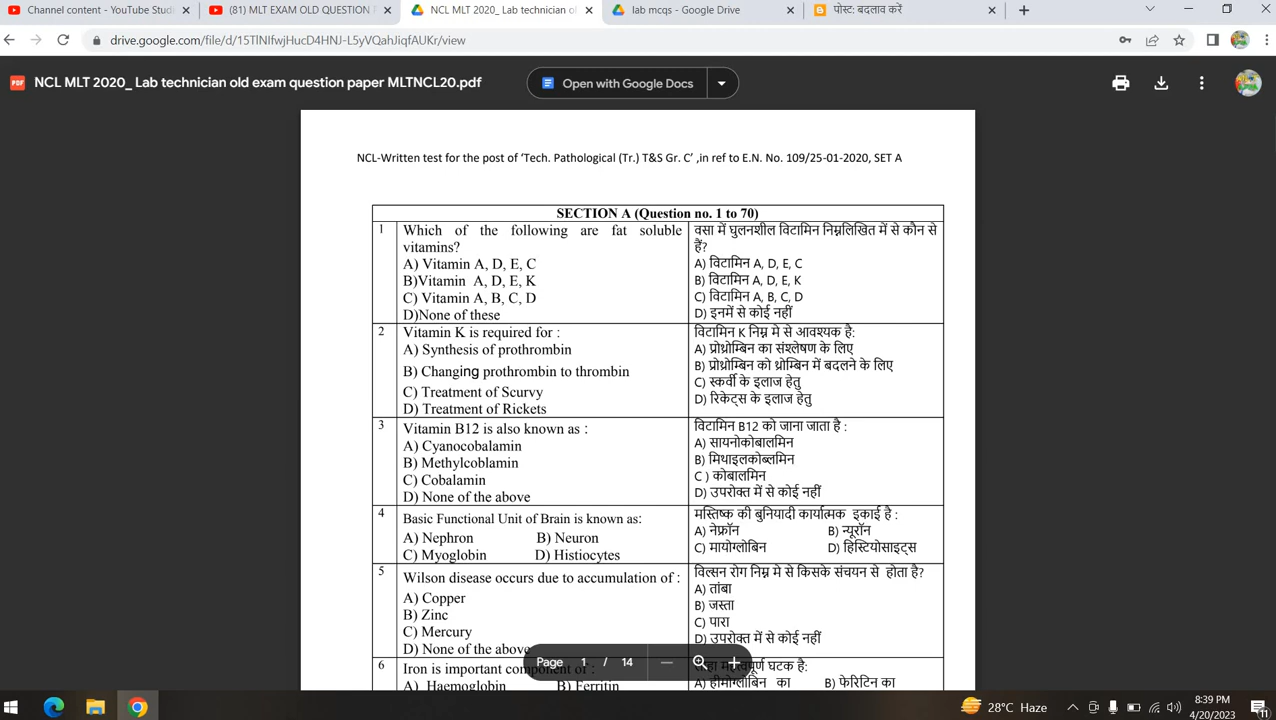 Channel content - YouTube Studi
(81) MLT EXAM OLD QUESTION P
NCL MLT 2020_ Lab technician ol
lab mcqs - Google Drive
पोस्ट: बदलाव करें
drive.google.com/file/d/15TlNIfwjHucD4HNJ-L5yVQahJiqfAUKr/view
PDF
NCL MLT 2020_ Lab technician old exam question paper MLTNCL20.pdf
Open with Google Docs
NCL-Written test for the post of ‘Tech. Pathological (Tr.) T&S Gr. C’ ,in ref to E.N. No. 109/25-01-2020, SET A
SECTION A (Question no. 1 to 70)
1
Which of the following are fat soluble
vitamins?
A) Vitamin A, D, E, C
B)Vitamin A, D, E, K
C) Vitamin A, B, C, D
D)None of these
वसा में घुलनशील विटामिन निम्नलिखित में से कौन से
हैं?
A) विटामिन A, D, E, C
B) विटामिन A, D, E, K
C) विटामिन A, B, C, D
D) इनमें से कोई नहीं
2
Vitamin K is required for :
A) Synthesis of prothrombin
B) Changing prothrombin to thrombin
C) Treatment of Scurvy
D) Treatment of Rickets
विटामिन K निम्न मे से आवश्यक है:
A) प्रोथ्रोम्बिन का संश्लेषण के लिए
B) प्रोथ्रोम्बिन को थ्रोम्बिन में बदलने के लिए
C) स्कर्वी के इलाज हेतु
D) रिकेट्स के इलाज हेतु
3
Vitamin B12 is also known as :
A) Cyanocobalamin
B) Methylcoblamin
C) Cobalamin
D) None of the above
विटामिन B12 को जाना जाता है :
A) सायनोकोबालमिन
B) मिथाइलकोब्लमिन
C ) कोबालमिन
D) उपरोक्त में से कोई नहीं
4
Basic Functional Unit of Brain is known as:
A) Nephron B) Neuron
C) Myoglobin D) Histiocytes
मस्तिष्क की बुनियादी कार्यात्मक इकाई है :
A) नेफ्रॉन B) न्यूरॉन
C) मायोग्लोबिन D) हिस्टियोसाइट्स
5
Wilson disease occurs due to accumulation of :
A) Copper
B) Zinc
C) Mercury
D) None of the above
विल्सन रोग निम्न मे से किसके संचयन से होता है?
A) तांबा
B) जस्ता
C) पारा
D) उपरोक्त में से कोई नहीं
6
Iron is important component of :
A) Haemoglobin B) Ferritin
महत्वपूर्ण घटक है:
A) हीमोग्लोबिन का B) फेरिटिन का
Page 1 / 14
28°C Haze
8:39 PM
4/20/2023
11